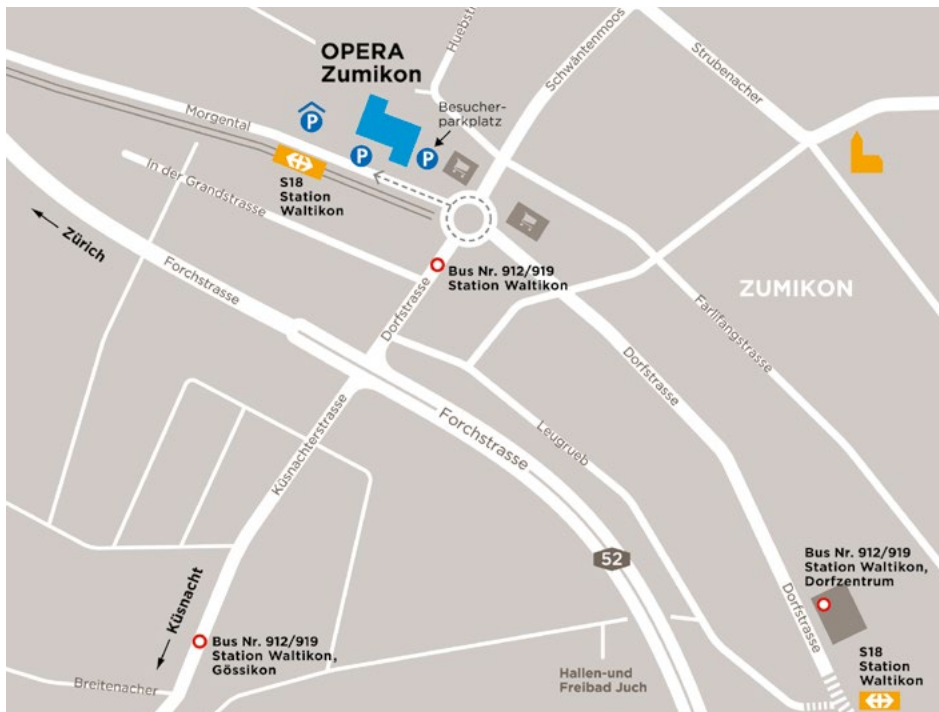 OPERA
Zumikon
Huebstr
Schwäntenmoos
Strubenacher
Besucher-
parkplatz
P
P
P
Morgental
In der Grandstrasse
S18
Station
Waltikon
Zürich
Forchstrasse
Bus Nr. 912/919
Station Waltikon
Dorfstrasse
ZUMIKON
Farlifangstrasse
Dorfstrasse
Küsnachterstrasse
Forchstrasse
Leugrueb
52
Bus Nr. 912/919
Station Waltikon,
Dorfzentrum
Dorfstrasse
Küsnacht
Bus Nr. 912/919
Station Waltikon,
Gössikon
Breitenacher
Hallen-und
Freibad Juch
S18
Station
Waltikon